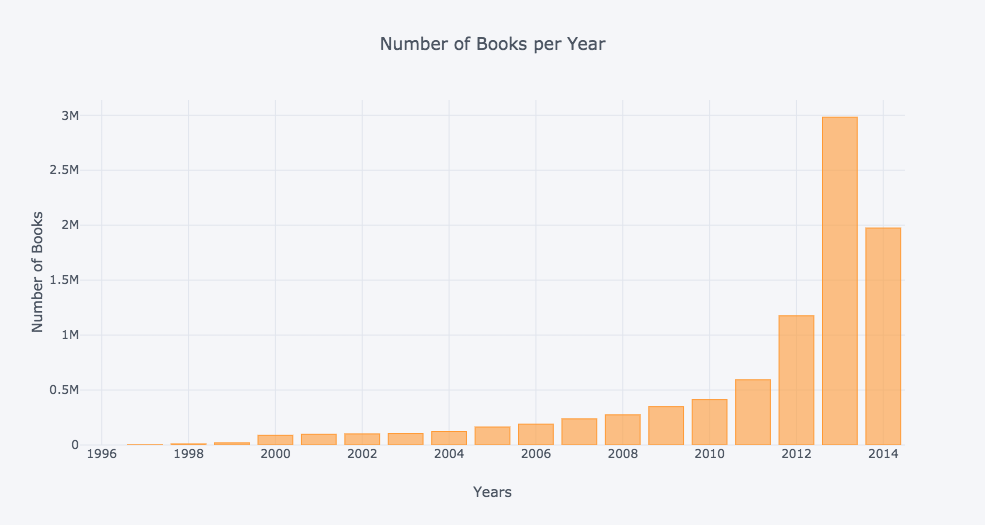 Number of Books per Year
Number of Books
3M
2.5M
2M
1.5M
1M
0.5M
0
1996 1998 2000 2002 2004 2006 2008 2010 2012 2014
Years